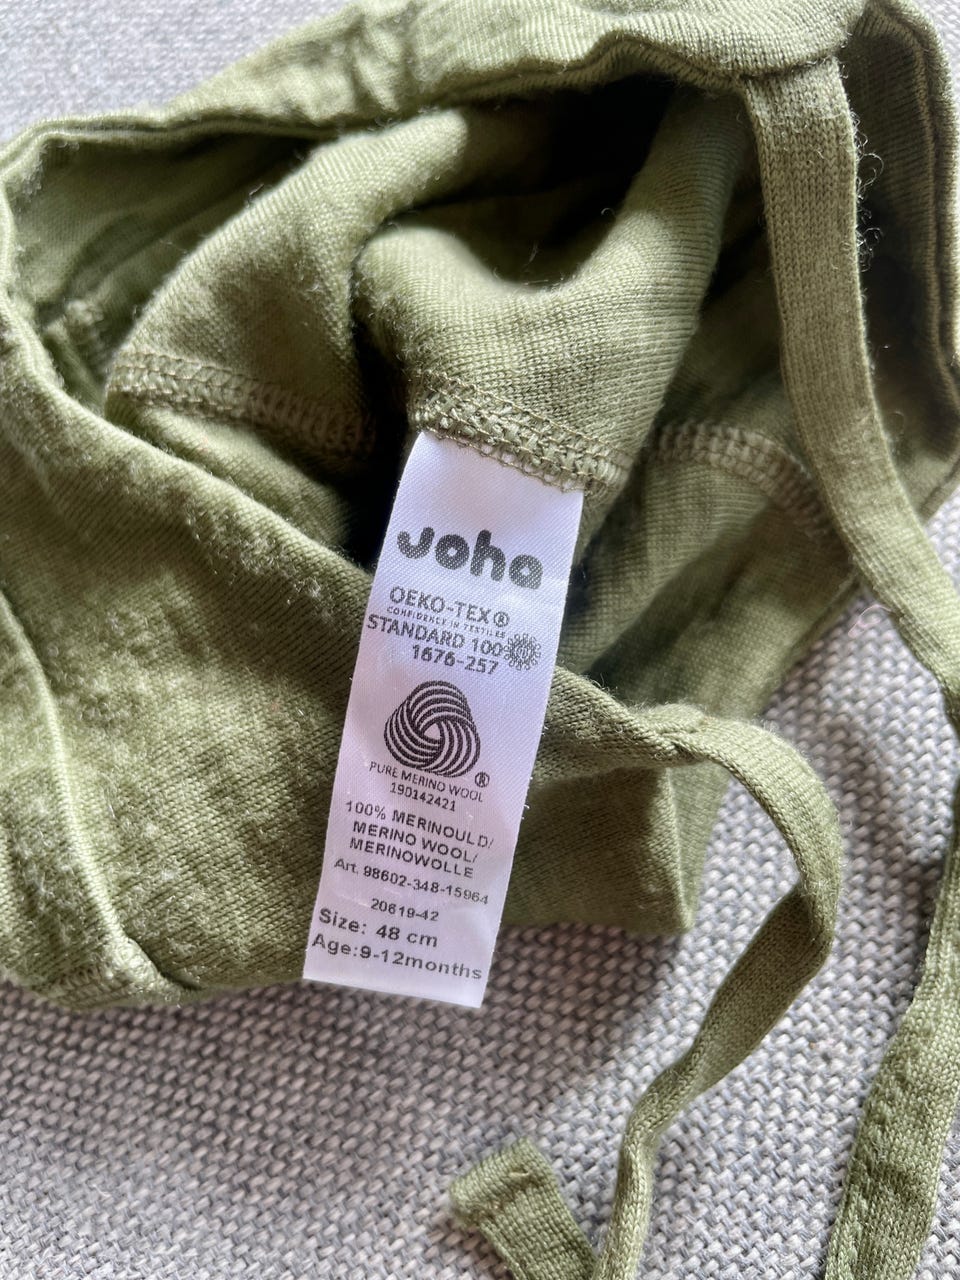 Joha
OEKO-TEX®
CONFIDENCE IN TEXTILES
STANDARD 100
1676-257
®
PURE MERINO WOOL
190142421
100% MERINOULD/
MERINO WOOL/
MERINOWOLLE
Art. 98602-348-15964
20619-42
Size: 48 cm
Age:9-12months